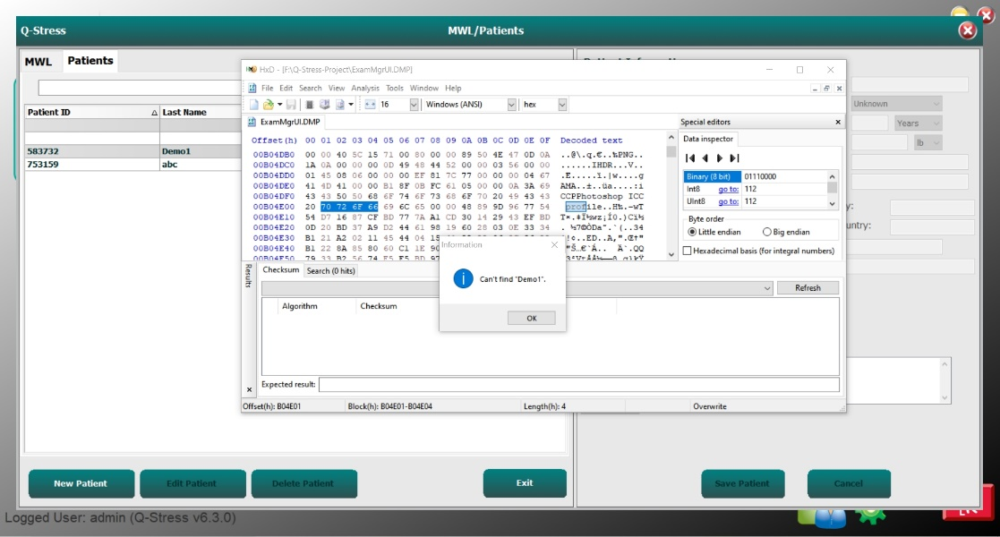 Q-Stress MWL/Patients
MWL Patients
Patient ID Last Name
583732 Demo1
753159 abc
HxD - [F:\Q-Stress-Project\ExamMgrUI.DMP]
File Edit Search View Analysis Tools Window Help
16 Windows (ANSI) hex
ExamMgrUI.DMP
Offset(h) 00 01 02 03 04 05 06 07 08 09 0A 0B 0C 0D 0E 0F Decoded text
00B04DB0 00 00 40 5C 15 71 00 80 00 00 89 50 4E 47 0D 0A ..@\.q.€..‰PNG..
00B04DC0 1A 0A 00 00 00 0D 49 48 44 52 00 00 03 56 00 00 ......IHDR...V..
00B04DD0 01 45 08 06 00 00 00 EF 81 7C 77 00 00 00 04 67 .E.....ï.|w....g
00B04DE0 41 4D 41 00 00 B1 8F 0B FC 61 05 00 00 0A 3A 69 AMA..±..üa....:i
00B04DF0 43 43 50 50 68 6F 74 6F 73 68 6F 70 20 49 43 43 CCPPhotoshop ICC
00B04E00 20 70 72 6F 66 69 6C 65 00 00 48 89 9D 96 77 54 profile..H‰.–wT
00B04E10 54 D7 16 87 CF BD 77 7A A1 CD 30 14 29 43 EF BD T×.‡Ï½wz¡Í0.)Cï½
00B04E20 0D 20 BD 37 A9 D2 44 61 98 19 60 28 03 0E 33 34 . ½7©ÒDa˜.`(..34
00B04E30 B1 21 A2 02 11 45 44 04 15
00B04E40 B1 22 8A 85 80 60 C1 1E 90
00B04E50 79 33 B2 56 74 F5 F5 BD 97
Special editors
Data inspector
Binary (8 bit) 01110000
Int8 go to: 112
UInt8 go to: 112
Byte order
Little endian Big endian
Hexadecimal basis (for integral numbers)
Information
Can't find "Demo1".
OK
Results
Checksum Search (0 hits)
Refresh
Algorithm Checksum
Expected result:
Offset(h): B04E01 Block(h): B04E01-B04E04 Length(h): 4 Overwrite
Unknown
Years
lb
New Patient Edit Patient Delete Patient Exit Save Patient Cancel
Logged User: admin (Q-Stress v6.3.0)